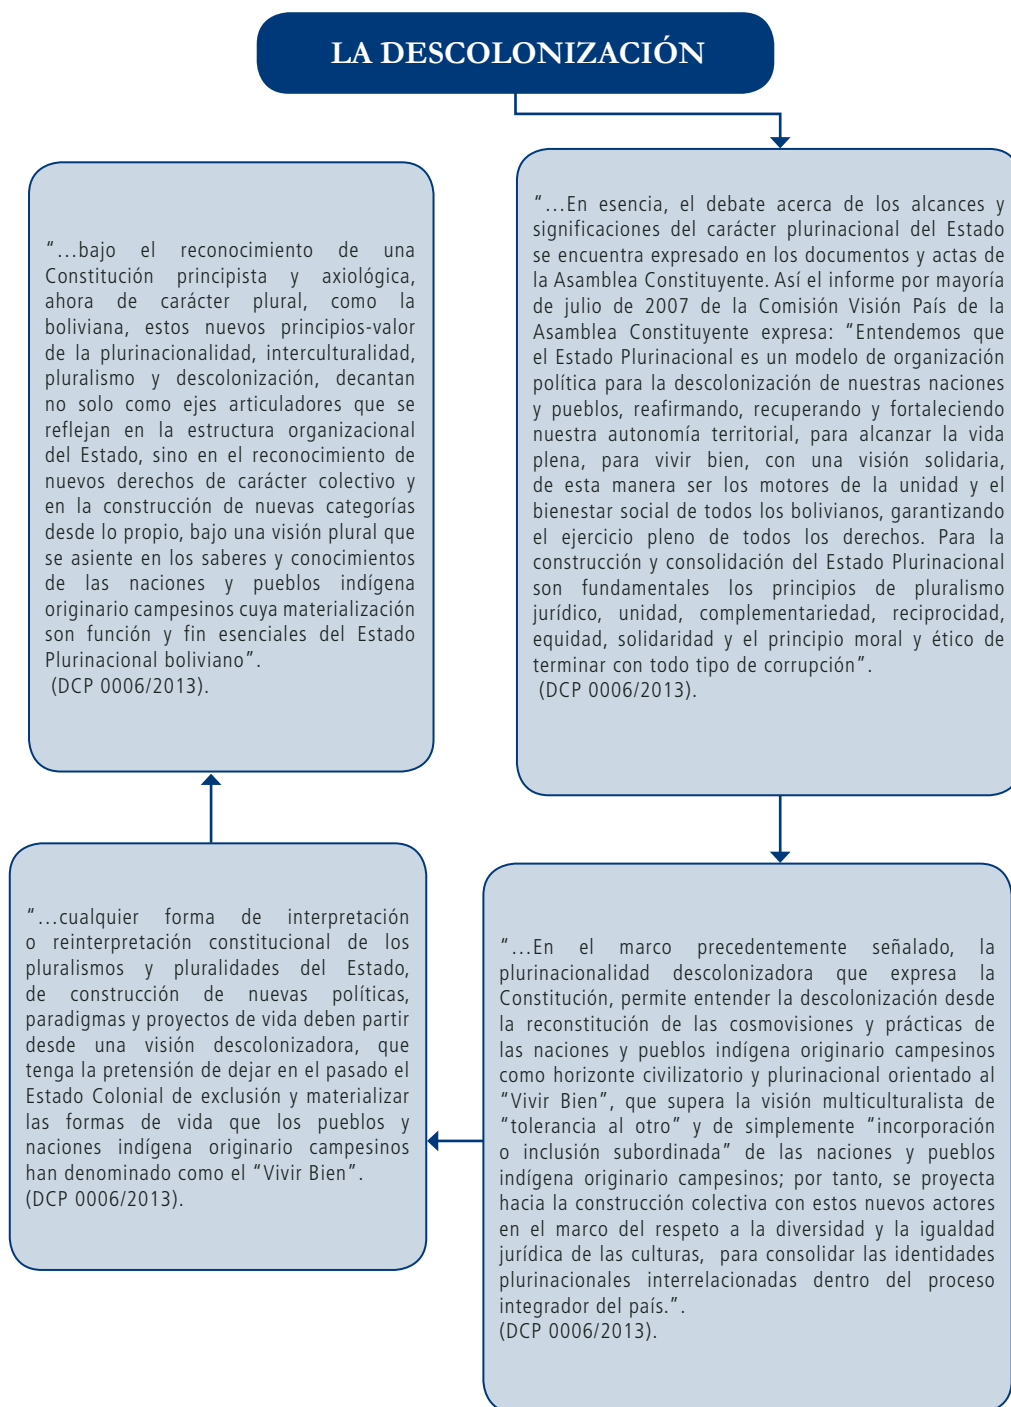 LA DESCOLONIZACIÓN
“...En esencia, el debate acerca de los alcances y
significaciones del carácter plurinacional del Estado
se encuentra expresado en los documentos y actas de
la Asamblea Constituyente. Así el informe por mayoría
de julio de 2007 de la Comisión Visión País de la
Asamblea Constituyente expresa: “Entendemos que
el Estado Plurinacional es un modelo de organización
política para la descolonización de nuestras naciones
y pueblos, reafirmando, recuperando y fortaleciendo
nuestra autonomía territorial, para alcanzar la vida
plena, para vivir bien, con una visión solidaria,
de esta manera ser los motores de la unidad y el
bienestar social de todos los bolivianos, garantizando
el ejercicio pleno de todos los derechos. Para la
construcción y consolidación del Estado Plurinacional
son fundamentales los principios de pluralismo
jurídico, unidad, complementariedad, reciprocidad,
equidad, solidaridad y el principio moral y ético de
terminar con todo tipo de corrupción”.
(DCP 0006/2013).
“...En el marco precedentemente señalado, la
plurinacionalidad descolonizadora que expresa la
Constitución, permite entender la descolonización desde
la reconstitución de las cosmovisiones y prácticas de
las naciones y pueblos indígena originario campesinos
como horizonte civilizatorio y plurinacional orientado al
“Vivir Bien”, que supera la visión multiculturalista de
“tolerancia al otro” y de simplemente “incorporación
o inclusión subordinada” de las naciones y pueblos
indígena originario campesinos; por tanto, se proyecta
hacia la construcción colectiva con estos nuevos actores
en el marco del respeto a la diversidad y la igualdad
jurídica de las culturas, para consolidar las identidades
plurinacionales interrelacionadas dentro del proceso
integrador del país.”.
(DCP 0006/2013).
“...cualquier forma de interpretación
o reinterpretación constitucional de los
pluralismos y pluralidades del Estado,
de construcción de nuevas políticas,
paradigmas y proyectos de vida deben partir
desde una visión descolonizadora, que
tenga la pretensión de dejar en el pasado el
Estado Colonial de exclusión y materializar
las formas de vida que los pueblos y
naciones indígena originario campesinos
han denominado como el “Vivir Bien”.
(DCP 0006/2013).
“...bajo el reconocimiento de una
Constitución principista y axiológica,
ahora de carácter plural, como la
boliviana, estos nuevos principios-valor
de la plurinacionalidad, interculturalidad,
pluralismo y descolonización, decantan
no solo como ejes articuladores que se
reflejan en la estructura organizacional
del Estado, sino en el reconocimiento de
nuevos derechos de carácter colectivo y
en la construcción de nuevas categorías
desde lo propio, bajo una visión plural que
se asiente en los saberes y conocimientos
de las naciones y pueblos indígena
originario campesinos cuya materialización
son función y fin esenciales del Estado
Plurinacional boliviano”.
(DCP 0006/2013).